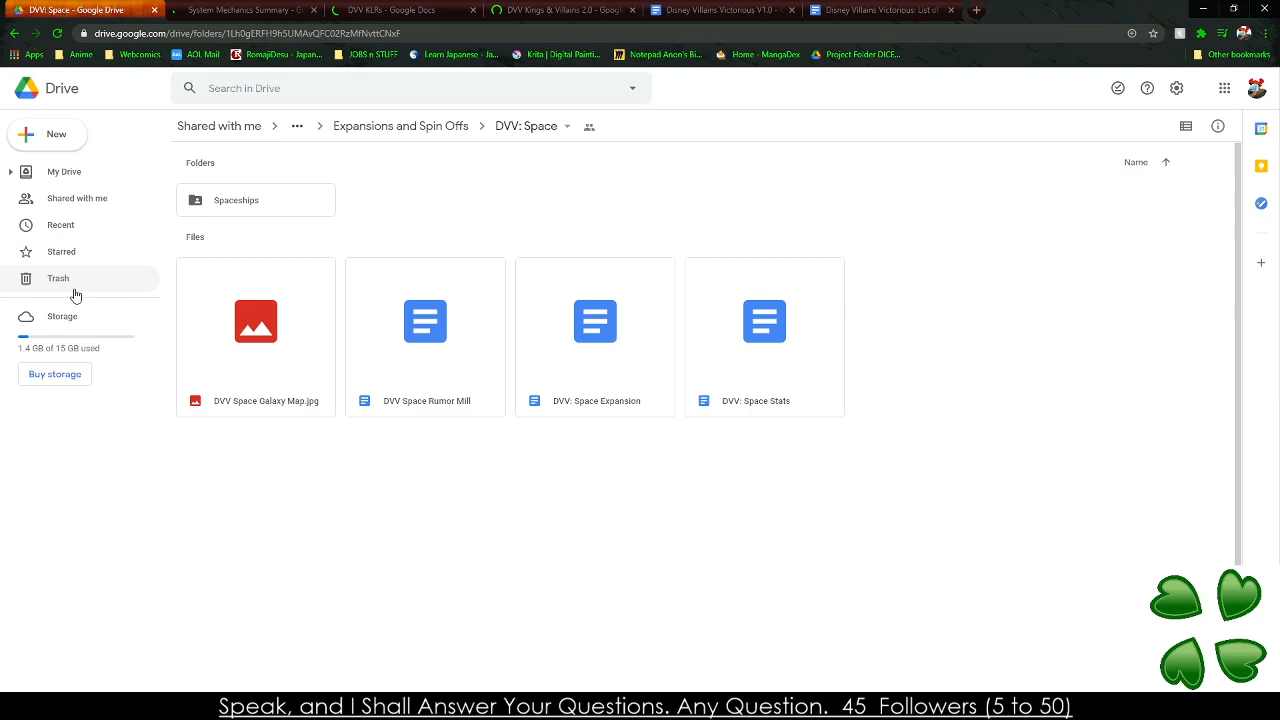 DVV: Space - Google Drive
System Mechanics Summary - Go
DVV KLRs - Google Docs
DVV Kings & Villains 2.0 - Google
Disney Villains Victorious V1.0 - 
Disney Villains Victorious: List of
drive.google.com/drive/folders/1Lh0gERFH9h5UMAvQFC02RzMfNvttCNxF
Apps Anime Webcomics AOL Mail RomajiDesu - Japan... JOBS n STUFF Learn Japanese - Ja... Krita | Digital Painti... Notepad Anon's Bi... Home - MangaDex Project Folder DICE... Other bookmarks
Drive
Search in Drive
New
Shared with me ... Expansions and Spin Offs DVV: Space
My Drive
Shared with me
Recent
Starred
Trash
Storage
1.4 GB of 15 GB used
Buy storage
Folders
Name
Spaceships
Files
DVV Space Galaxy Map.jpg
DVV Space Rumor Mill
DVV: Space Expansion
DVV: Space Stats
Speak, and I Shall Answer Your Questions. Any Question. 45 Followers (5 to 50)